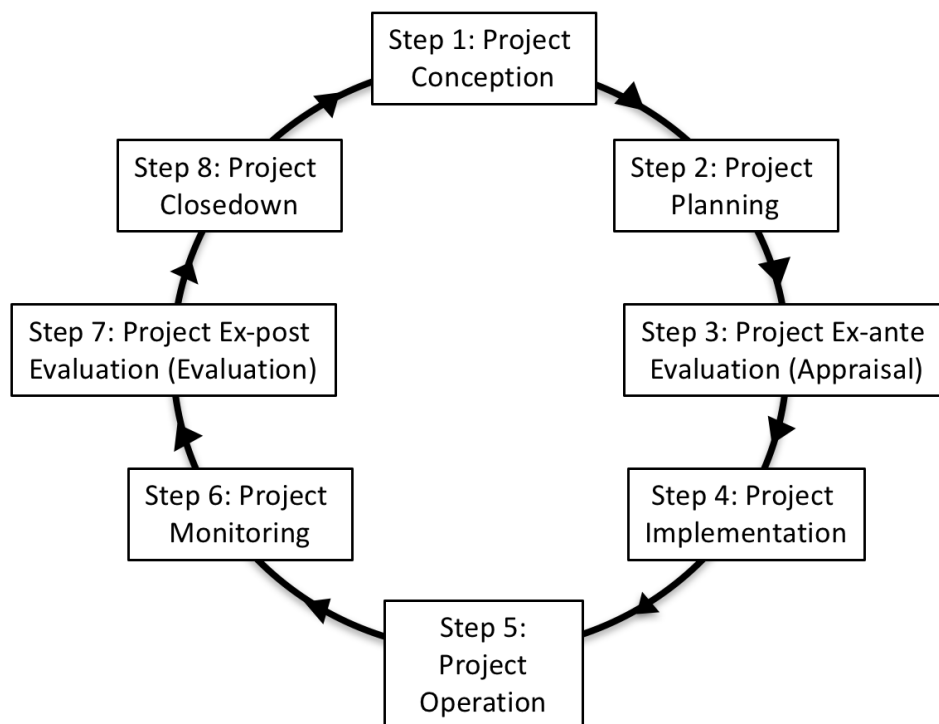 Step 1: Project
Conception
Step 2: Project
Planning
Step 3: Project Ex-ante
Evaluation (Appraisal)
Step 4: Project
Implementation
Step 5:
Project
Operation
Step 6: Project
Monitoring
Step 7: Project Ex-post
Evaluation (Evaluation)
Step 8: Project
Closedown